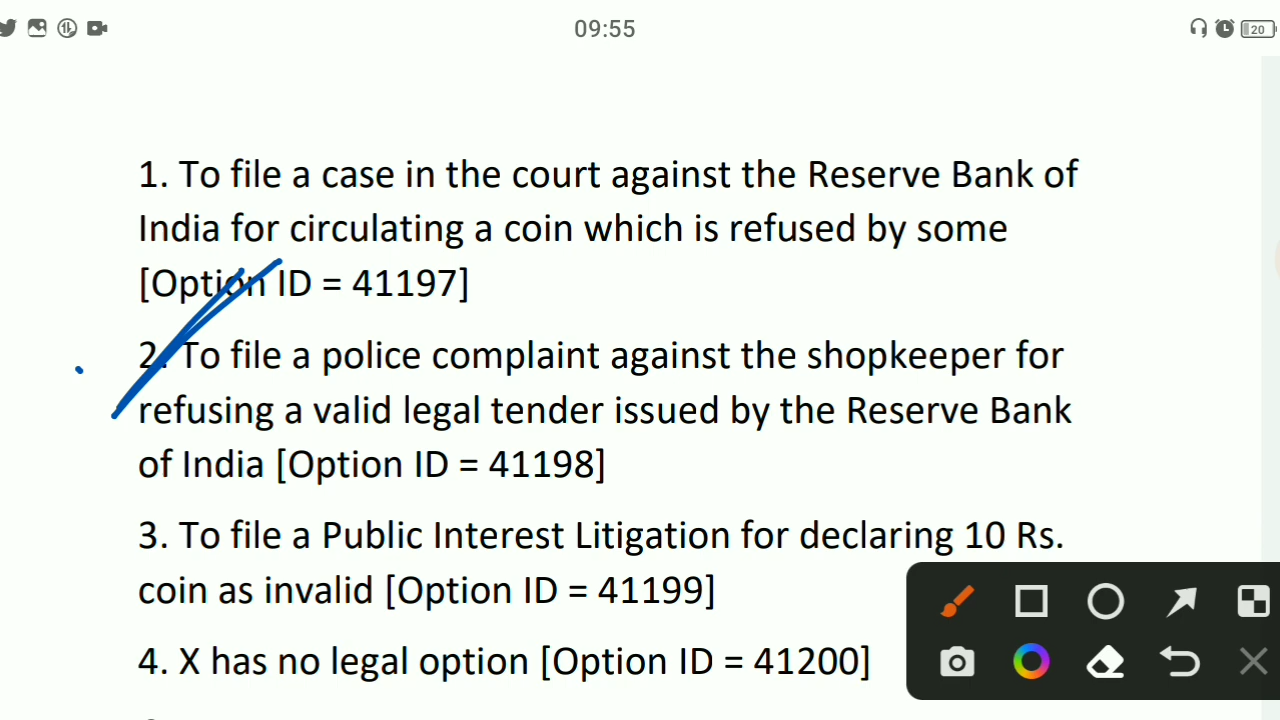 09:55
20
1. To file a case in the court against the Reserve Bank of
India for circulating a coin which is refused by some
[Option ID = 41197]
2. To file a police complaint against the shopkeeper for
refusing a valid legal tender issued by the Reserve Bank
of India [Option ID = 41198]
3. To file a Public Interest Litigation for declaring 10 Rs.
coin as invalid [Option ID = 41199]
4. X has no legal option [Option ID = 41200]